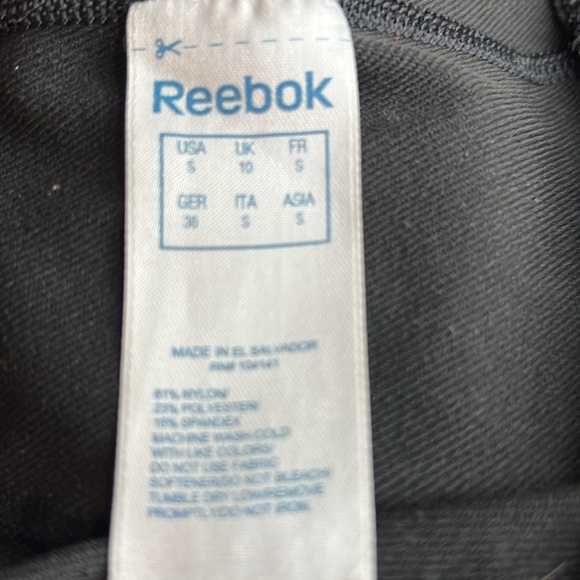 Reebok
USA UK FR
S 10 S
GER ITA ASIA
36 S S
MADE IN EL SALVADOR
RN# 104141
61% NYLON/
23% POLYESTER/
16% SPANDEX
MACHINE WASH COLD
WITH LIKE COLORS/
DO NOT USE FABRIC
SOFTENER/DO NOT BLEACH/
TUMBLE DRY LOW/REMOVE
PROMPTLY/DO NOT IRON.